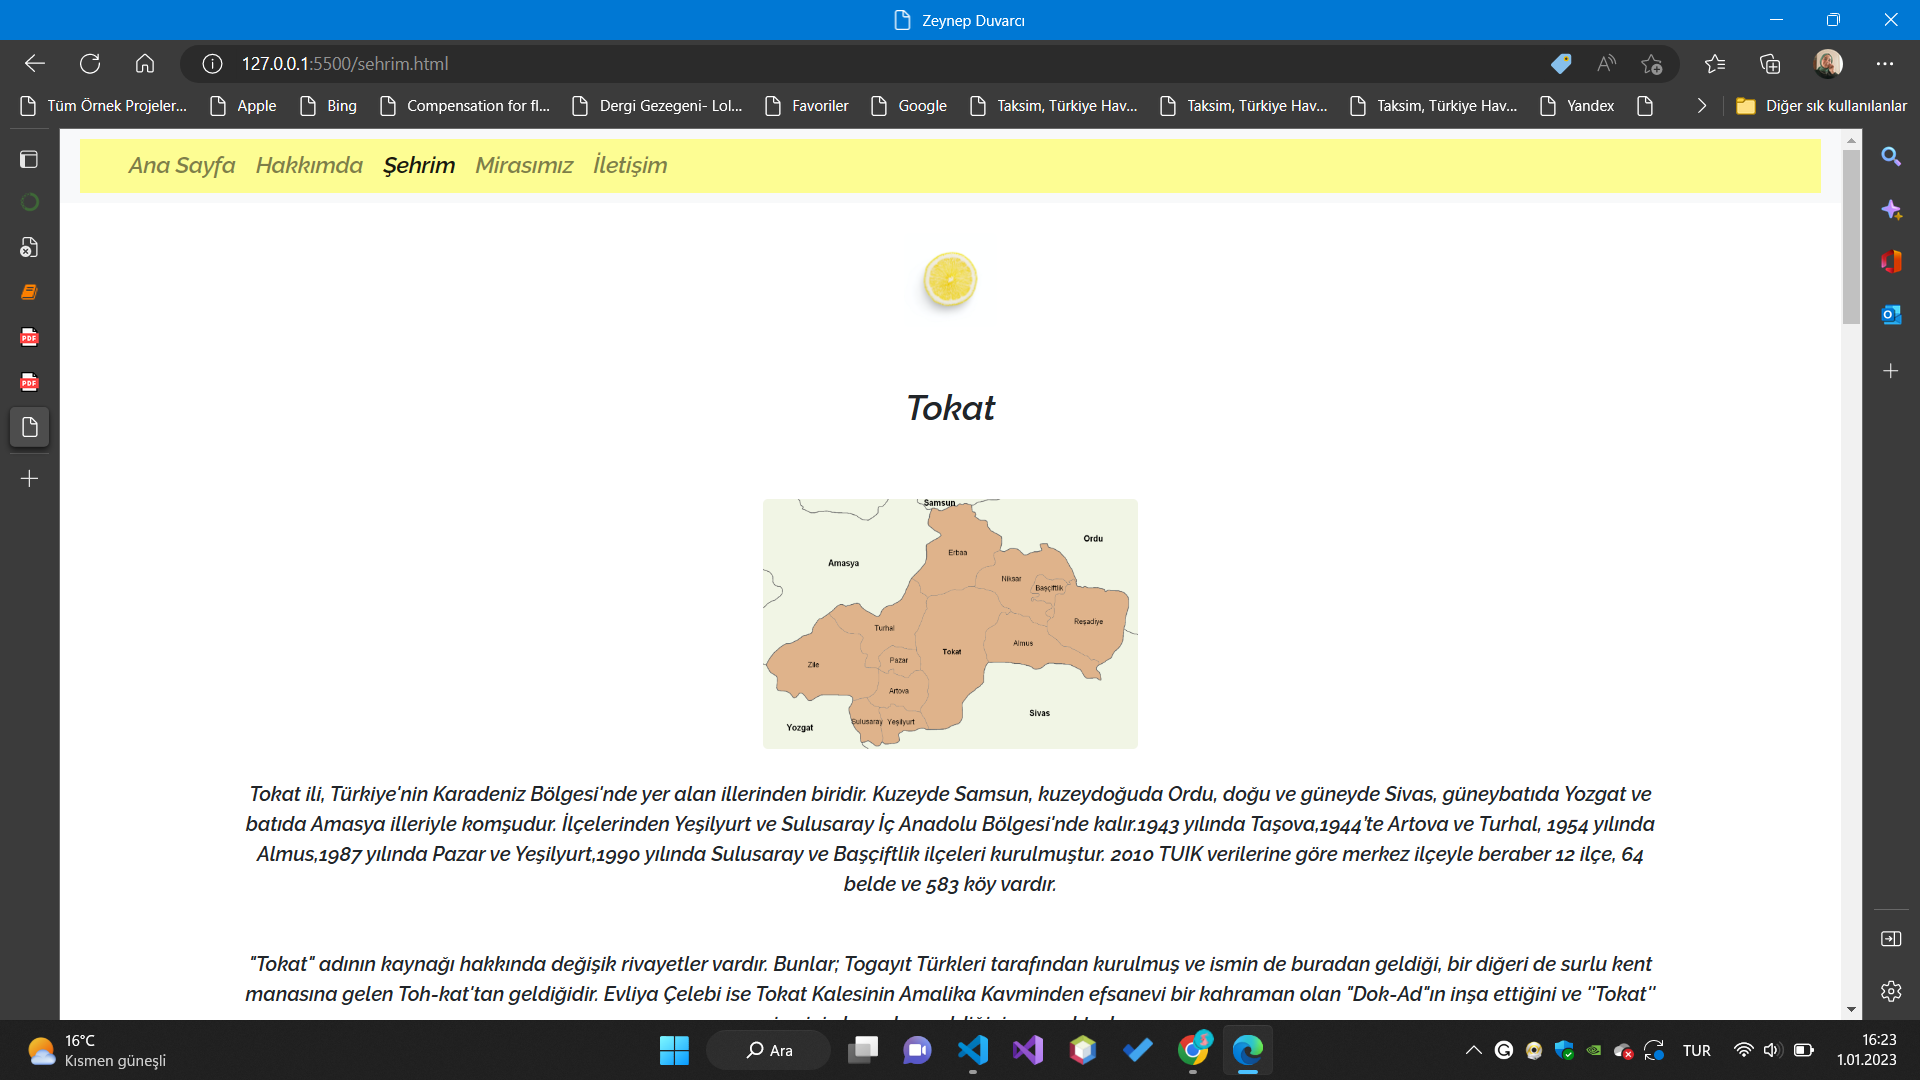 Zeynep Duvarcı
127.0.0.1:5500/sehrim.html
Tüm Örnek Projeler... Apple Bing Compensation for fl... Dergi Gezegeni- Lol... Favoriler Google Taksim, Türkiye Hav... Taksim, Türkiye Hav... Taksim, Türkiye Hav... Yandex Diğer sık kullanılanlar
Ana Sayfa Hakkımda Şehrim Mirasımız İletişim
Tokat
Samsun
Ordu
Erbaa
Amasya
Niksar
Başçiftlik
Reşadiye
Turhal
Almus
Tokat
Pazar
Zile
Artova
Sivas
Sulusaray Yeşilyurt
Yozgat
Tokat ili, Türkiye'nin Karadeniz Bölgesi'nde yer alan illerinden biridir. Kuzeyde Samsun, kuzeydoğuda Ordu, doğu ve güneyde Sivas, güneybatıda Yozgat ve
batıda Amasya illeriyle komşudur. İlçelerinden Yeşilyurt ve Sulusaray İç Anadolu Bölgesi'nde kalır.1943 yılında Taşova,1944’te Artova ve Turhal, 1954 yılında
Almus,1987 yılında Pazar ve Yeşilyurt,1990 yılında Sulusaray ve Başçiftlik ilçeleri kurulmuştur. 2010 TUIK verilerine göre merkez ilçeyle beraber 12 ilçe, 64
belde ve 583 köy vardır.
"Tokat" adının kaynağı hakkında değişik rivayetler vardır. Bunlar; Togayıt Türkleri tarafından kurulmuş ve ismin de buradan geldiği, bir diğeri de surlu kent
manasına gelen Toh-kat'tan geldiğidir. Evliya Çelebi ise Tokat Kalesinin Amalika Kavminden efsanevi bir kahraman olan "Dok-Ad"ın inşa ettiğini ve ''Tokat''
16°C
Kısmen güneşli
Ara
TUR
16:23
1.01.2023